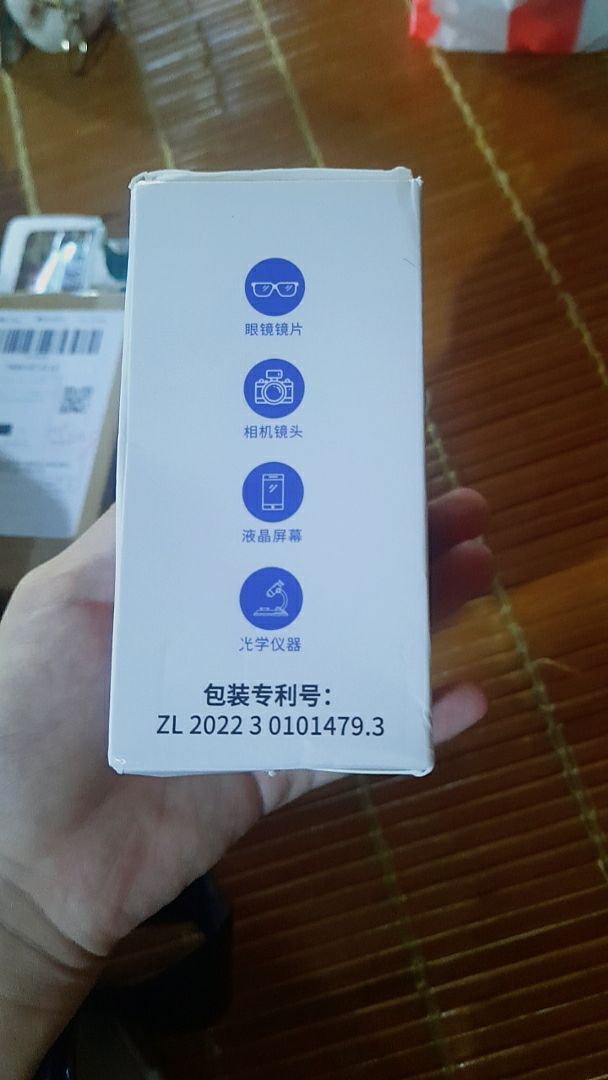 眼镜镜片
相机镜头
液晶屏幕
光学仪器
包装专利号：
ZL 2022 3 0101479.3